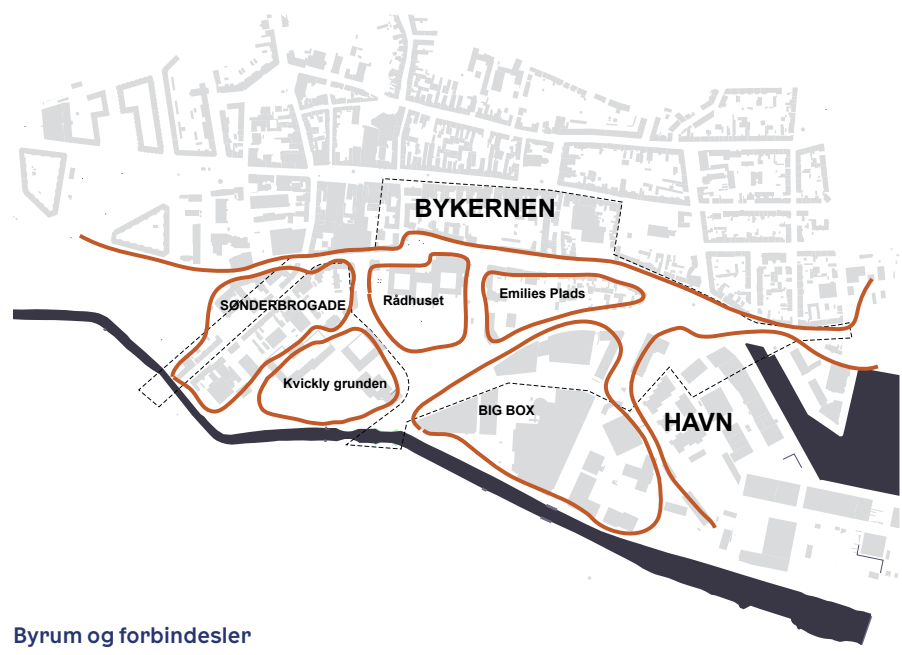 BYKERNEN
SØNDERBROGADE
Rådhuset
Emilies Plads
Kvickly grunden
BIG BOX
HAVN
Byrum og forbindesler